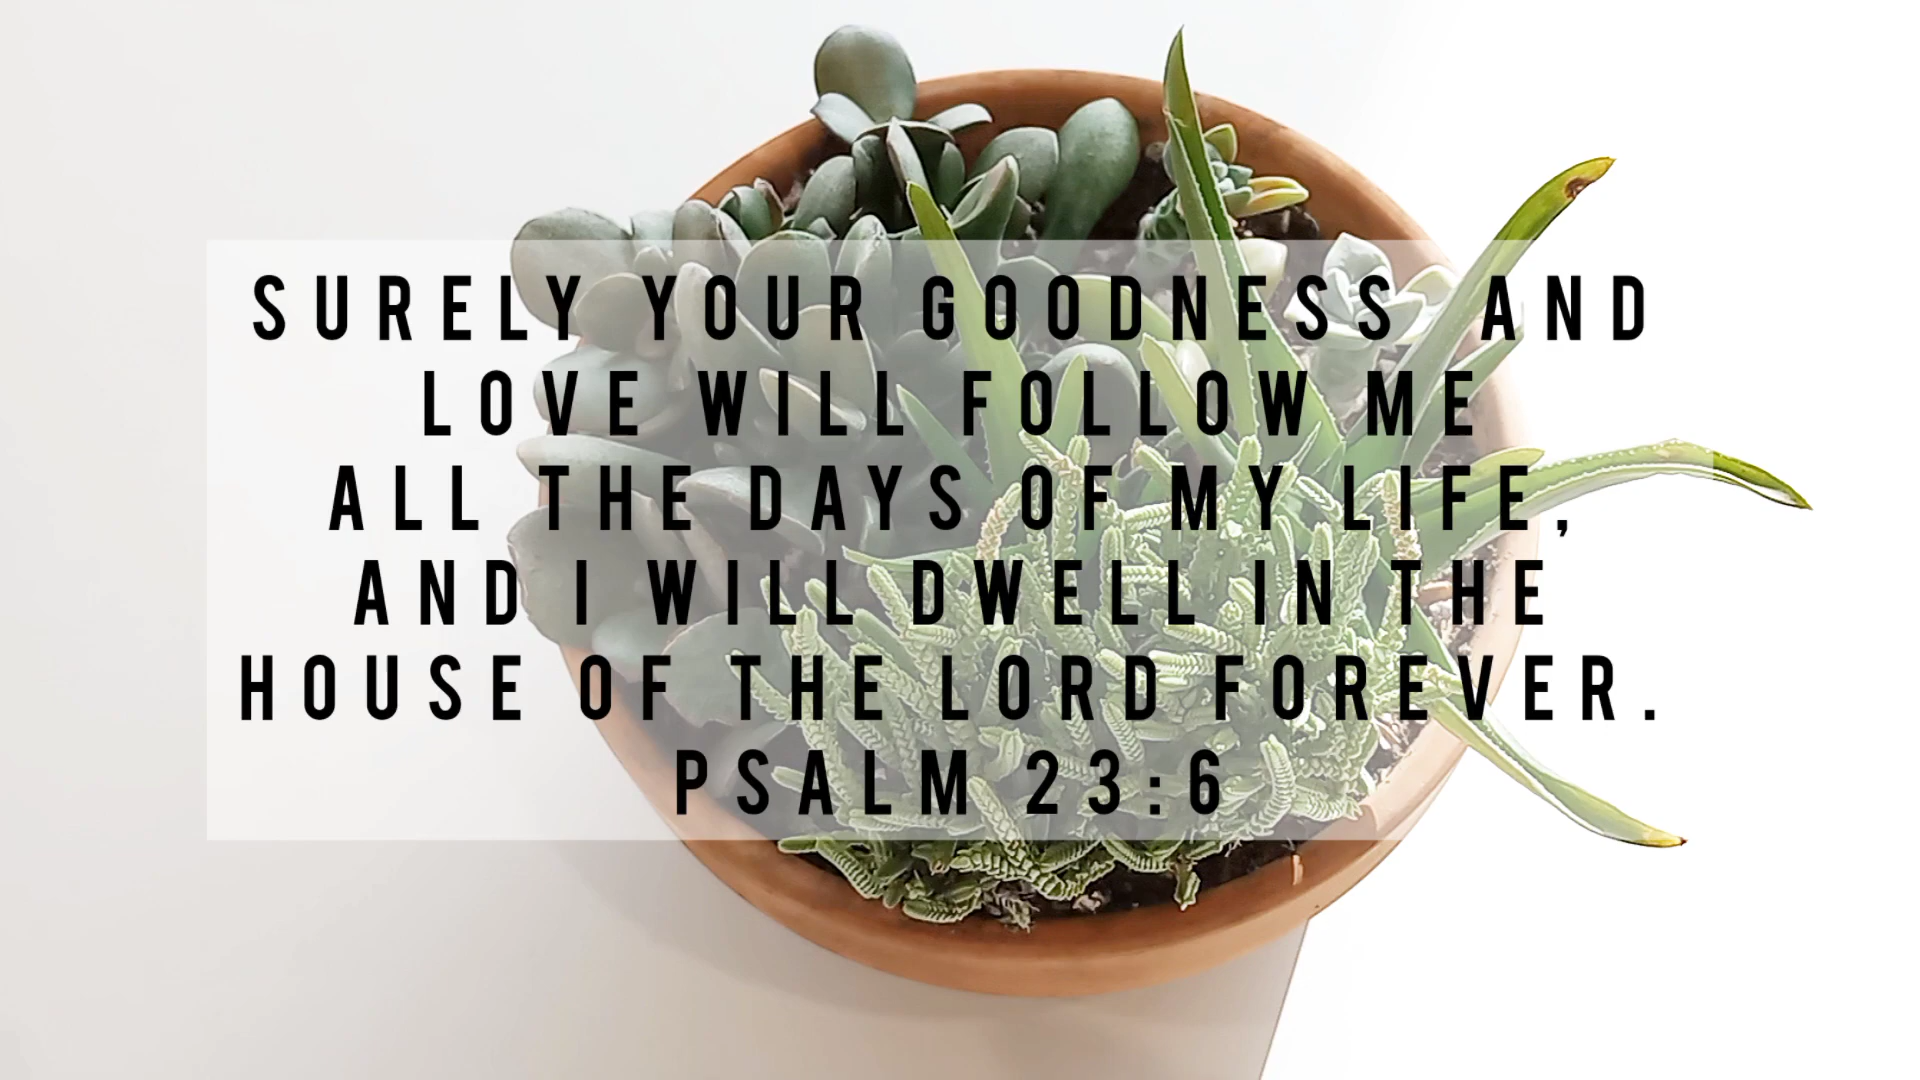 SURELY YOUR GOODNESS AND
LOVE WILL FOLLOW ME
ALL THE DAYS OF MY LIFE,
AND I WILL DWELL IN THE
HOUSE OF THE LORD FOREVER.
PSALM 23:6